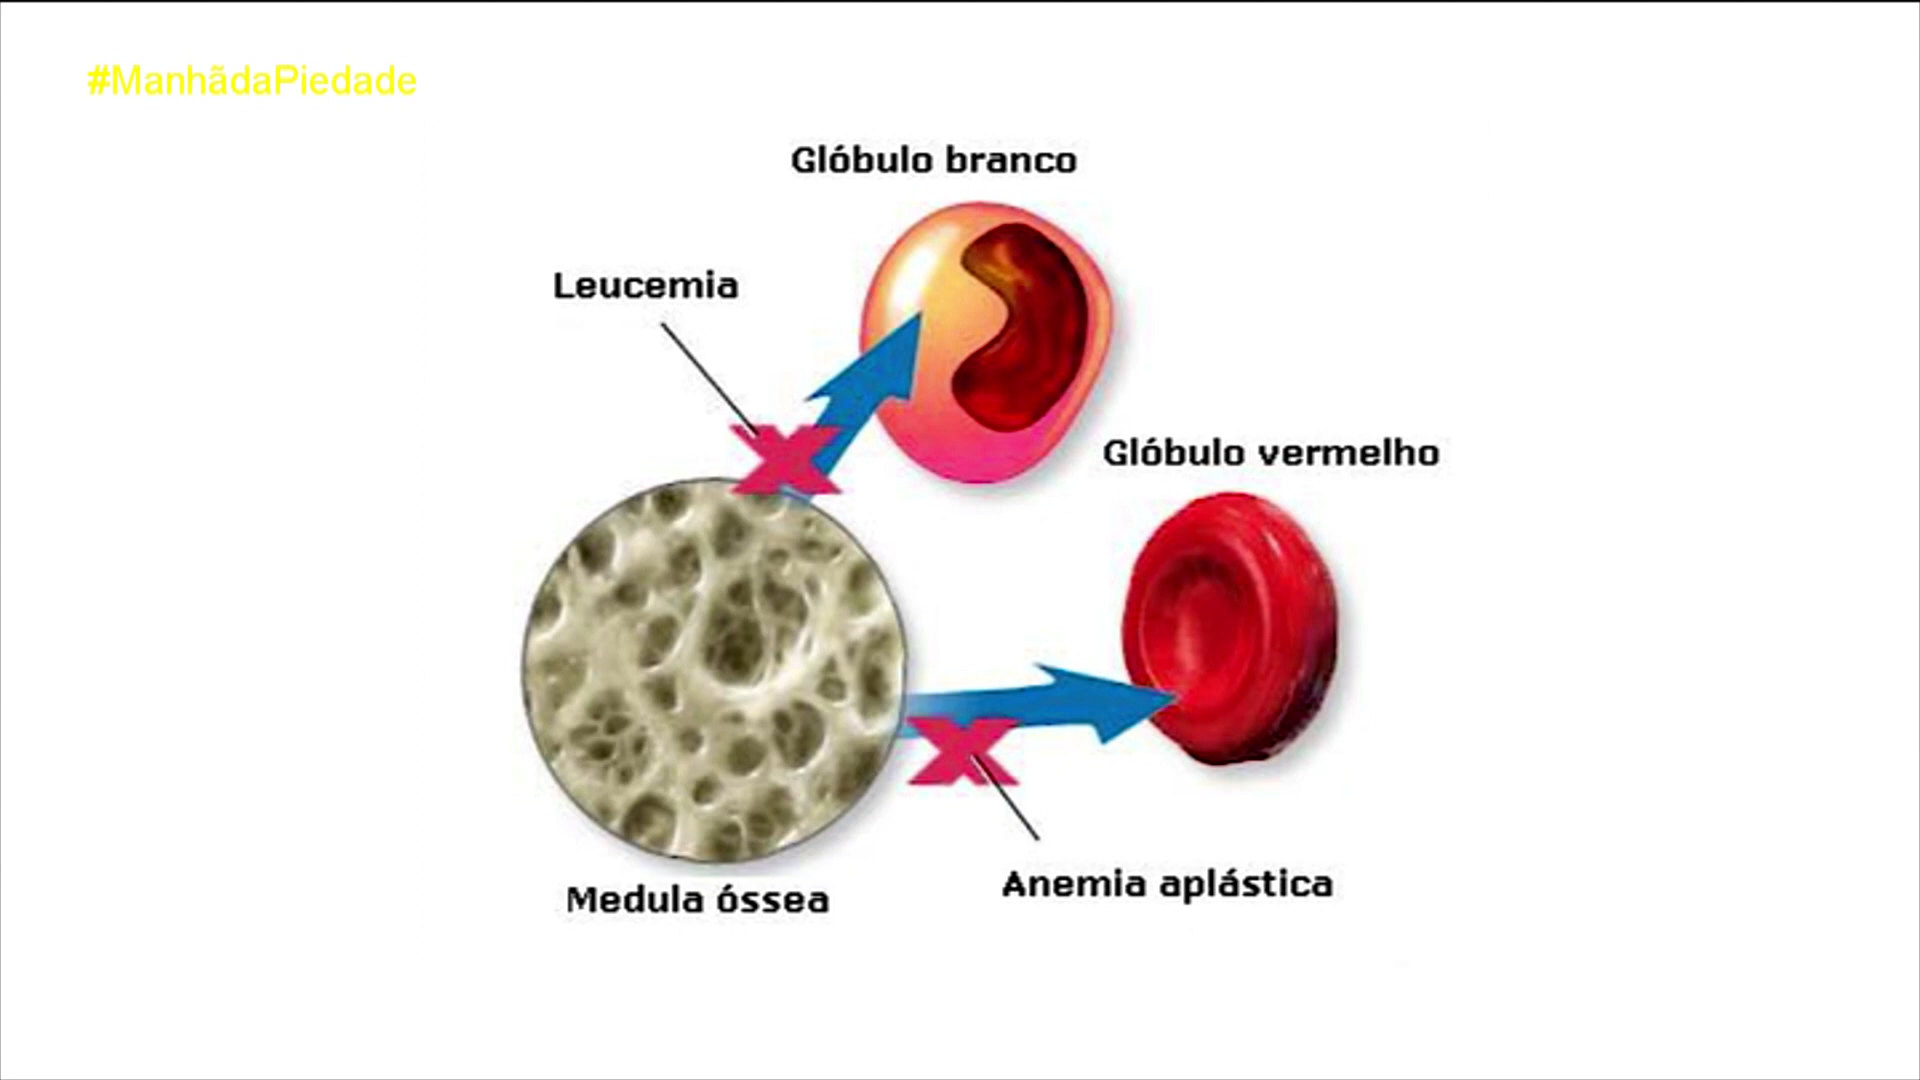 #ManhãdaPiedade
Glóbulo branco
Leucemia
Glóbulo vermelho
Anemia aplástica
Medula óssea